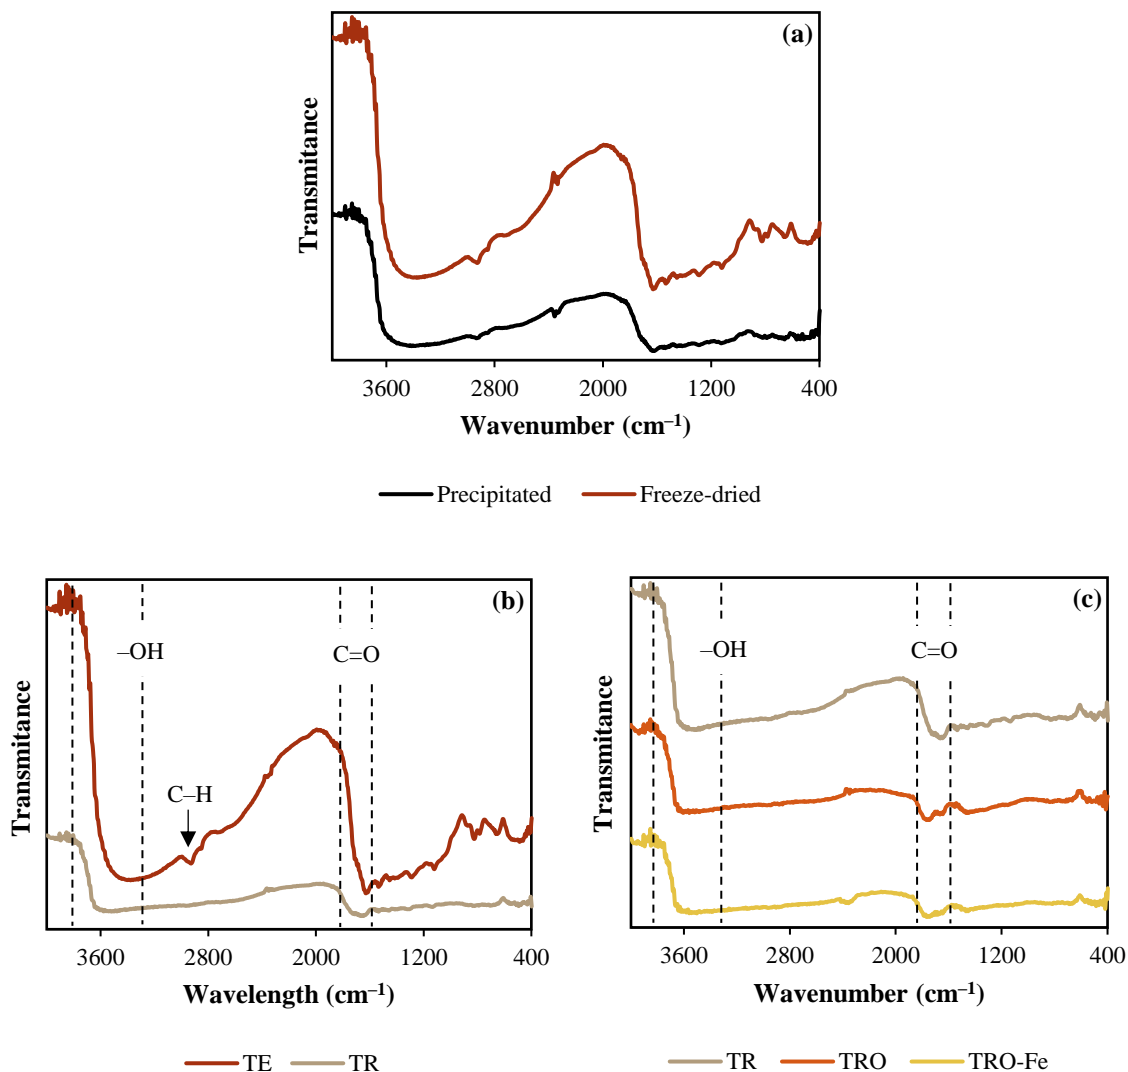 (a)
Transmitance
3600 2800 2000 1200 400
Wavenumber (cm⁻¹)
Precipitated Freeze-dried
(b)
–OH
C=O
C–H
Transmitance
3600 2800 2000 1200 400
Wavelength (cm⁻¹)
TE TR
(c)
–OH
C=O
Transmitance
3600 2800 2000 1200 400
Wavenumber (cm⁻¹)
TR TRO TRO-Fe